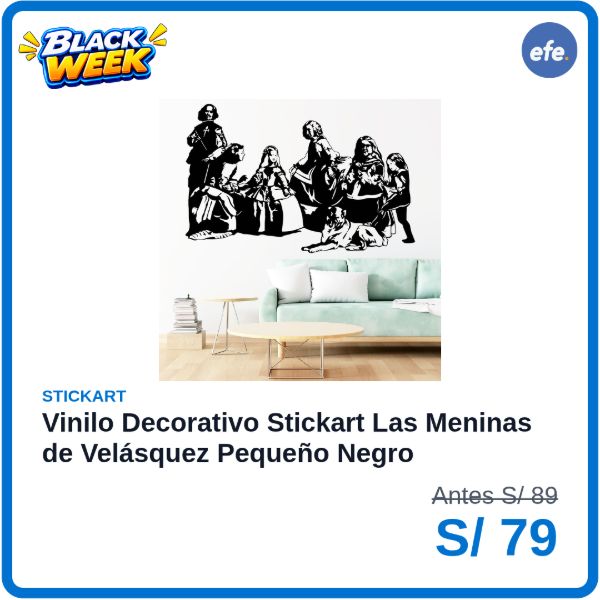 BLACK
WEEK
efe.
STICKART
Vinilo Decorativo Stickart Las Meninas
de Velásquez Pequeño Negro
Antes S/ 89
S/ 79